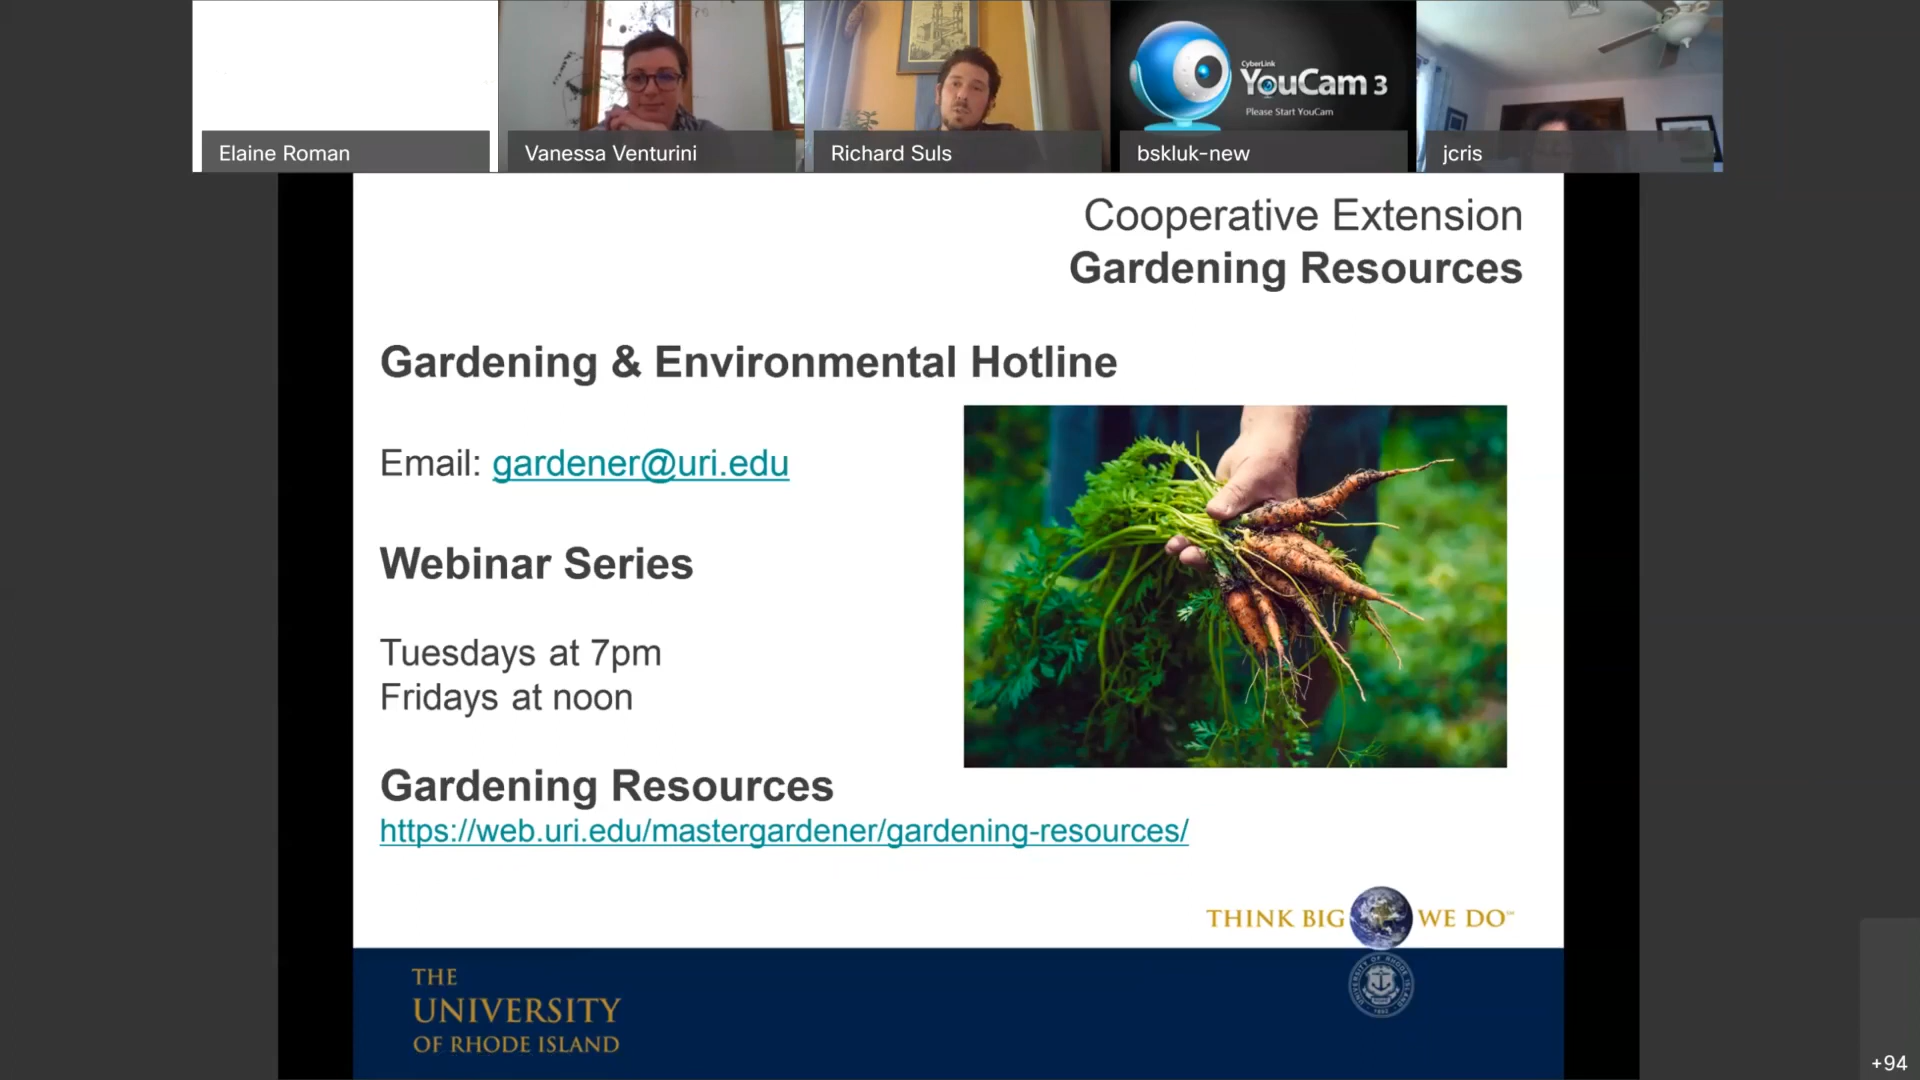 Elaine Roman
Vanessa Venturini
Richard Suls
CyberLink
YouCam 3
Please Start YouCam
bskluk-new
jcris
Cooperative Extension
Gardening Resources
Gardening & Environmental Hotline
Email: gardener@uri.edu
Webinar Series
Tuesdays at 7pm
Fridays at noon
Gardening Resources
https://web.uri.edu/mastergardener/gardening-resources/
THINK BIG WE DO℠
THE
UNIVERSITY
OF RHODE ISLAND
+94